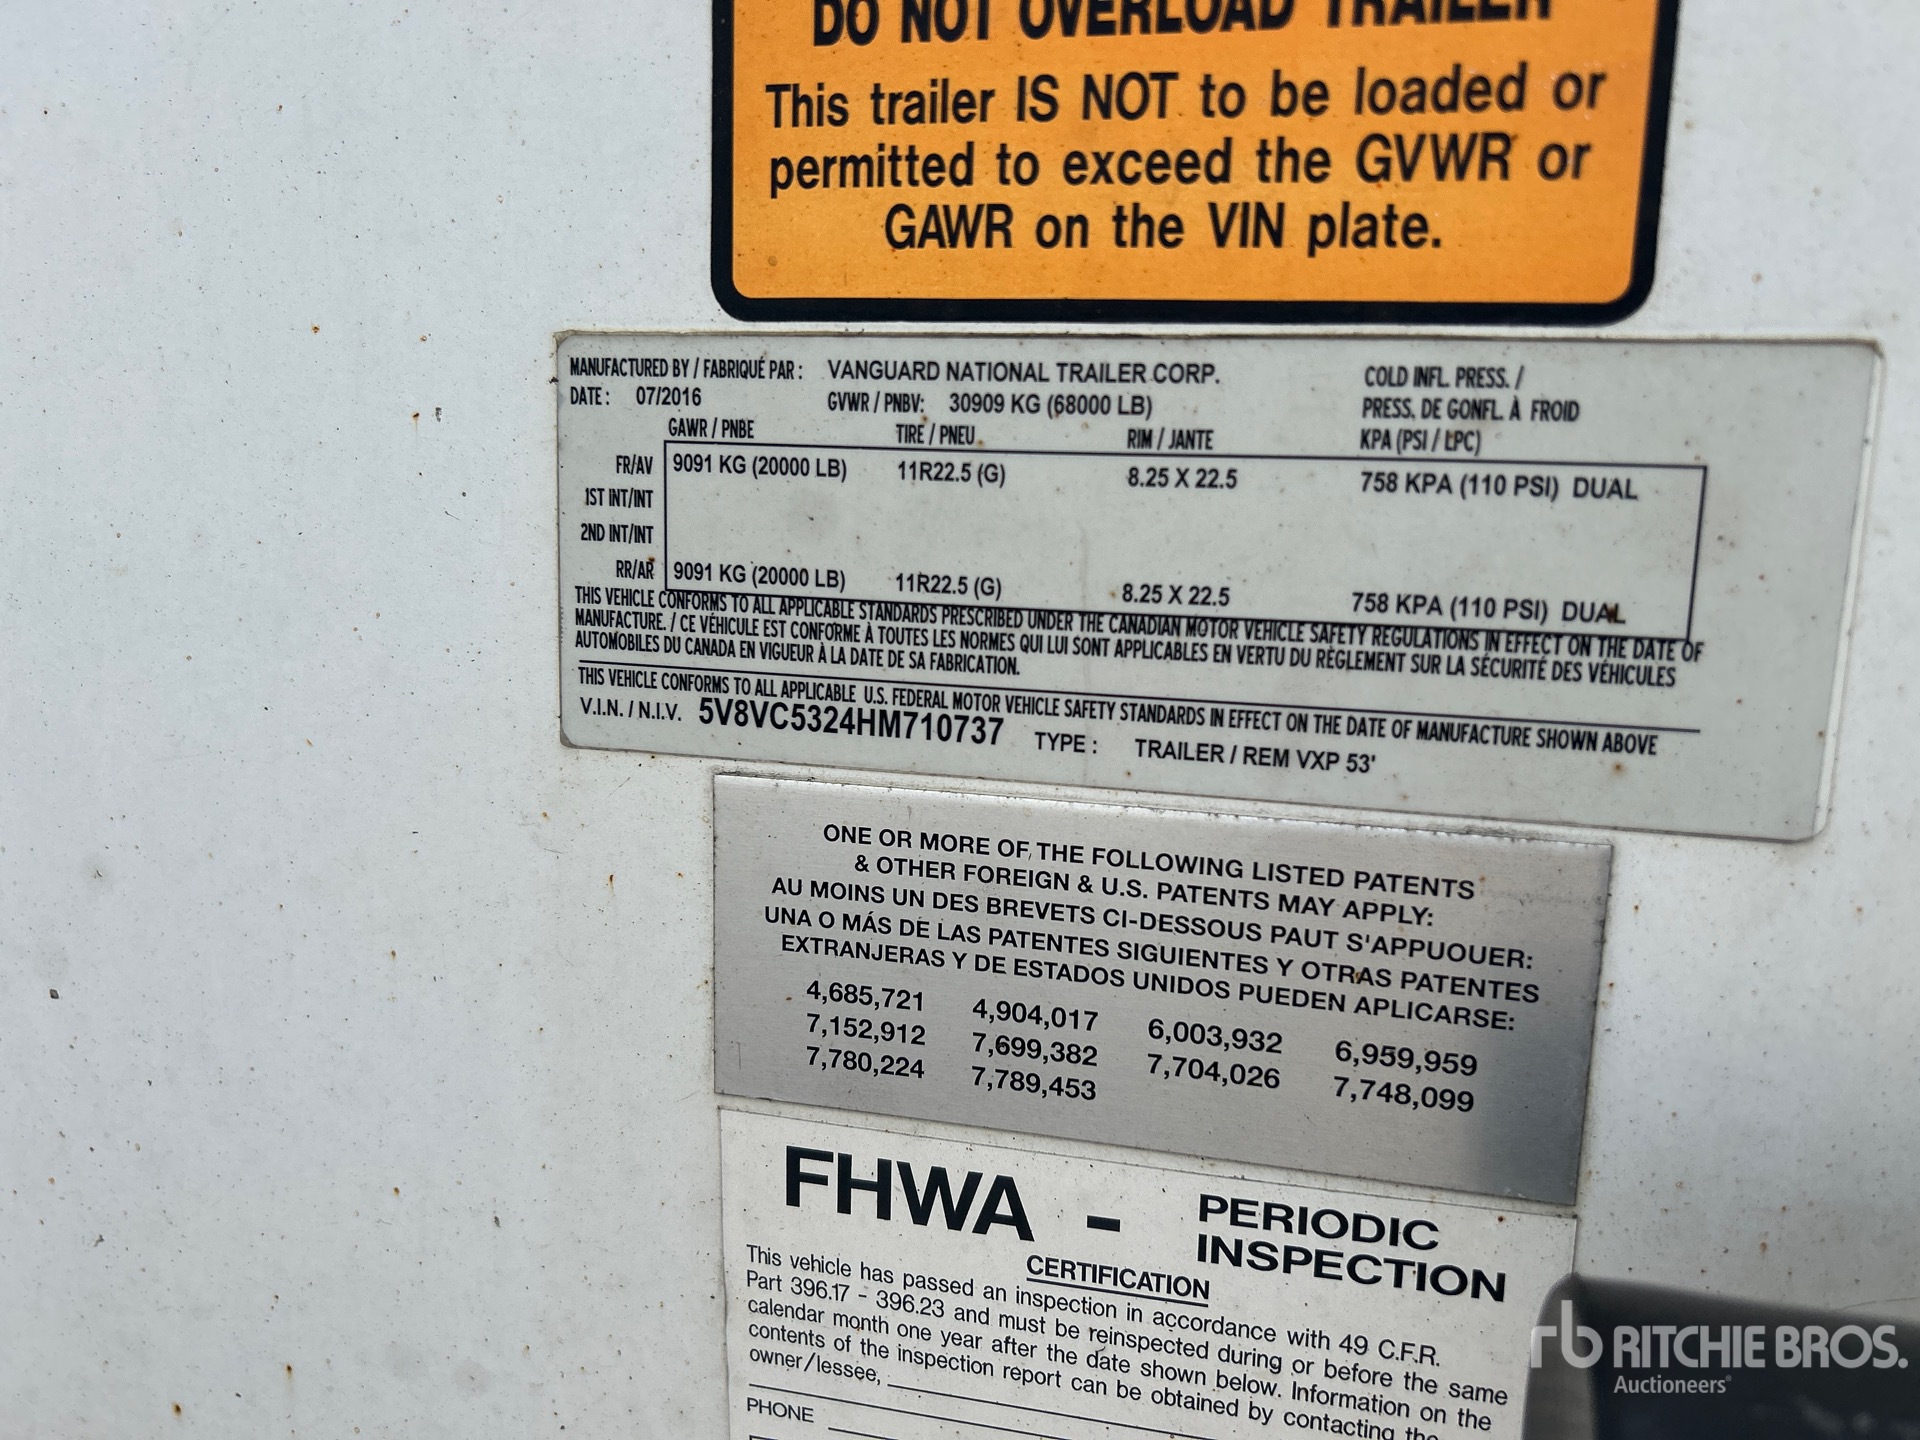 DO NOT OVERLOAD TRAILER
This trailer IS NOT to be loaded or
permitted to exceed the GVWR or
GAWR on the VIN plate.
MANUFACTURED BY / FABRIQUÉ PAR : VANGUARD NATIONAL TRAILER CORP. COLD INFL. PRESS. /
DATE : 07/2016 GVWR / PNBV: 30909 KG (68000 LB) PRESS. DE GONFL. À FROID
GAWR / PNBE TIRE / PNEU RIM / JANTE KPA (PSI / LPC)
FR/AV 9091 KG (20000 LB) 11R22.5 (G) 8.25 X 22.5 758 KPA (110 PSI) DUAL
1ST INT/INT
2ND INT/INT
RR/AR 9091 KG (20000 LB) 11R22.5 (G) 8.25 X 22.5 758 KPA (110 PSI) DUAL
THIS VEHICLE CONFORMS TO ALL APPLICABLE STANDARDS PRESCRIBED UNDER THE CANADIAN MOTOR VEHICLE SAFETY REGULATIONS IN EFFECT ON THE DATE OF
MANUFACTURE. / CE VÉHICULE EST CONFORME À TOUTES LES NORMES QUI LUI SONT APPLICABLES EN VERTU DU RÈGLEMENT SUR LA SÉCURITÉ DES VÉHICULES
AUTOMOBILES DU CANADA EN VIGUEUR À LA DATE DE SA FABRICATION.
THIS VEHICLE CONFORMS TO ALL APPLICABLE U.S. FEDERAL MOTOR VEHICLE SAFETY STANDARDS IN EFFECT ON THE DATE OF MANUFACTURE SHOWN ABOVE
V.I.N. / N.I.V. 5V8VC5324HM710737 TYPE : TRAILER / REM VXP 53'
ONE OR MORE OF THE FOLLOWING LISTED PATENTS
& OTHER FOREIGN & U.S. PATENTS MAY APPLY:
AU MOINS UN DES BREVETS CI-DESSOUS PAUT S'APPUOUER:
UNA O MÁS DE LAS PATENTES SIGUIENTES Y OTRAS PATENTES
EXTRANJERAS Y DE ESTADOS UNIDOS PUEDEN APLICARSE:
4,685,721 4,904,017 6,003,932 6,959,959
7,152,912 7,699,382 7,704,026 7,748,099
7,780,224 7,789,453
FHWA - PERIODIC
INSPECTION
CERTIFICATION
This vehicle has passed an inspection in accordance with 49 C.F.R.
Part 396.17 - 396.23 and must be reinspected during or before the same
calendar month one year after the date shown below. Information on the
contents of the inspection report can be obtained by contacting the
owner/lessee,
PHONE
rb RITCHIE BROS.
Auctioneers